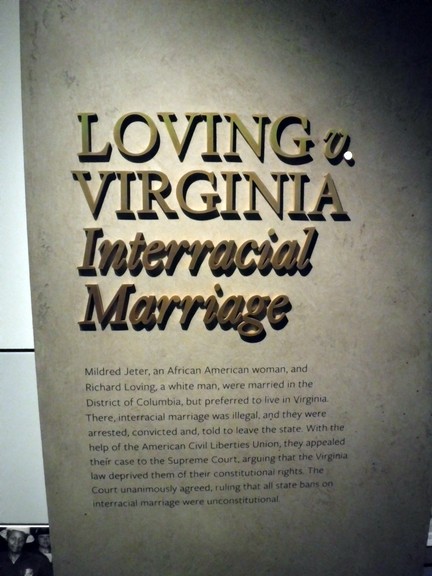 LOVING v.
VIRGINIA
Interracial
Marriage
Mildred Jeter, an African American woman, and
Richard Loving, a white man, were married in the
District of Columbia, but preferred to live in Virginia.
There, interracial marriage was illegal, and they were
arrested, convicted and, told to leave the state. With the
help of the American Civil Liberties Union, they appealed
their case to the Supreme Court, arguing that the Virginia
law deprived them of their constitutional rights. The
Court unanimously agreed, ruling that all state bans on
interracial marriage were unconstitutional.